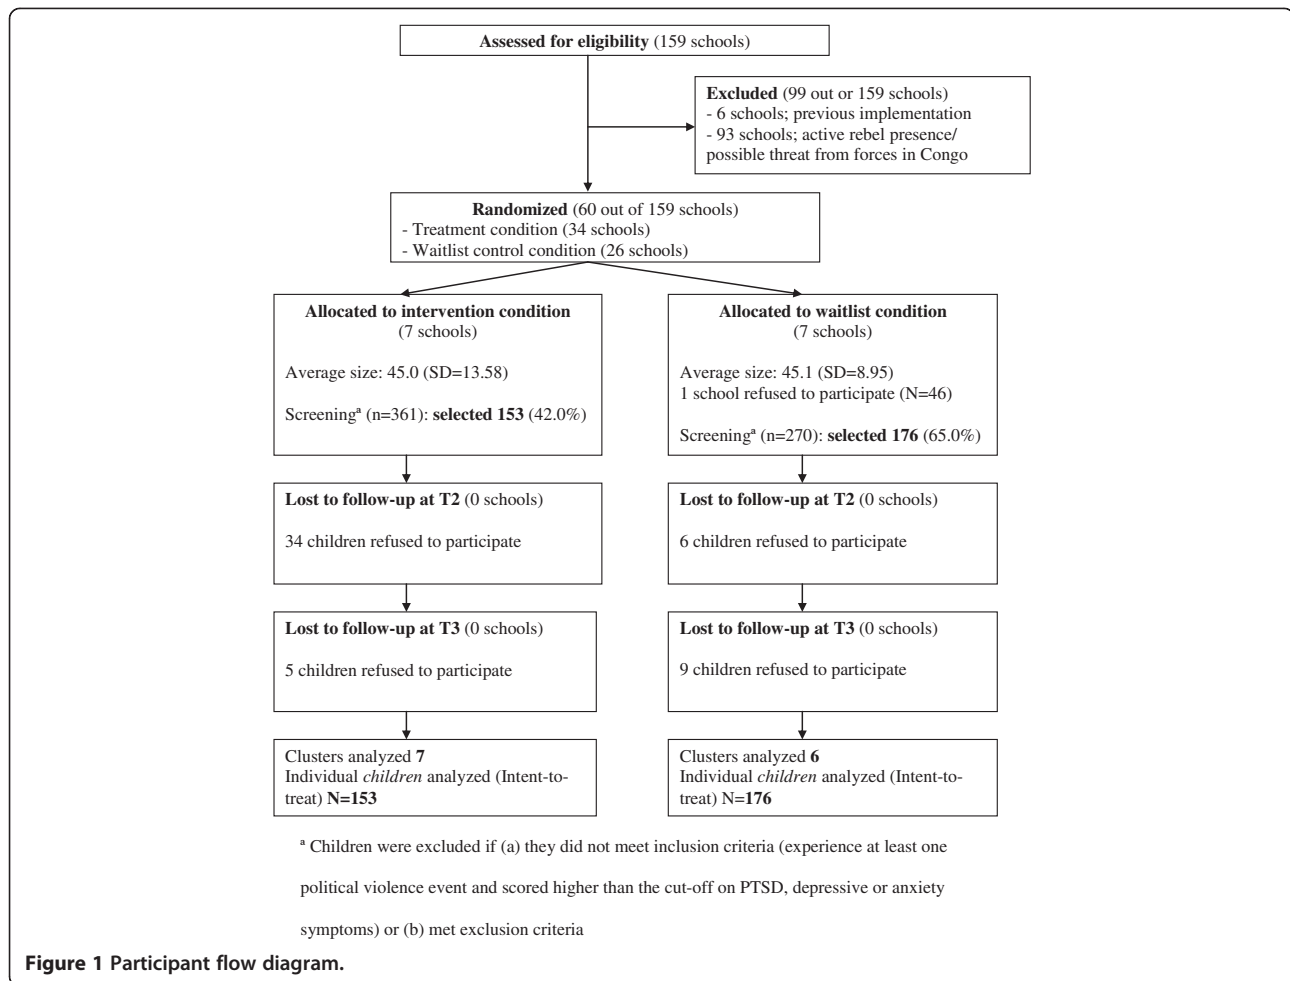 Assessed for eligibility (159 schools)
Excluded (99 out or 159 schools)
- 6 schools; previous implementation
- 93 schools; active rebel presence/
possible threat from forces in Congo
Randomized (60 out of 159 schools)
- Treatment condition (34 schools)
- Waitlist control condition (26 schools)
Allocated to intervention condition
(7 schools)
Average size: 45.0 (SD=13.58)
Screeningª (n=361): selected 153 (42.0%)
Allocated to waitlist condition
(7 schools)
Average size: 45.1 (SD=8.95)
1 school refused to participate (N=46)
Screeningª (n=270): selected 176 (65.0%)
Lost to follow-up at T2 (0 schools)
34 children refused to participate
Lost to follow-up at T2 (0 schools)
6 children refused to participate
Lost to follow-up at T3 (0 schools)
5 children refused to participate
Lost to follow-up at T3 (0 schools)
9 children refused to participate
Clusters analyzed 7
Individual children analyzed (Intent-to-
treat) N=153
Clusters analyzed 6
Individual children analyzed (Intent-to-
treat) N=176
ª Children were excluded if (a) they did not meet inclusion criteria (experience at least one
political violence event and scored higher than the cut-off on PTSD, depressive or anxiety
symptoms) or (b) met exclusion criteria
Figure 1 Participant flow diagram.